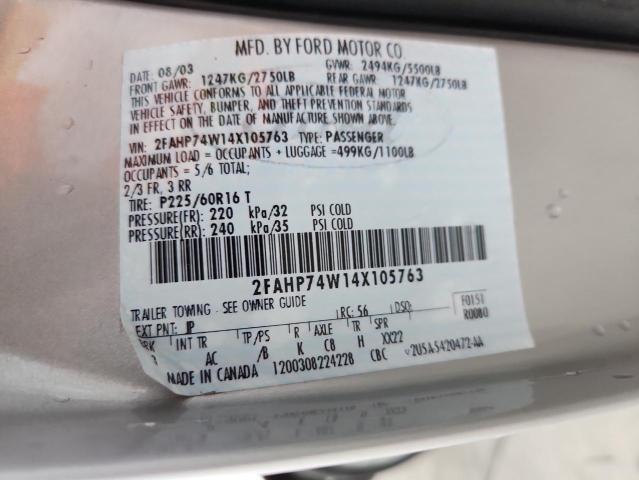 MFD. BY FORD MOTOR CO.
DATE: 08/03 GVWR: 2494KG/5500LB
FRONT GAWR: 1247KG/2750LB REAR GAWR: 1247KG/2750LB
THIS VEHICLE CONFORMS TO ALL APPLICABLE FEDERAL MOTOR
VEHICLE SAFETY, BUMPER, AND THEFT PREVENTION STANDARDS
IN EFFECT ON THE DATE OF MANUFACTURE SHOWN ABOVE.
VIN: 2FAHP74W14X105763 TYPE: PASSENGER
MAXIMUM LOAD = OCCUPANTS + LUGGAGE = 499KG/1100LB
OCCUPANTS = 5/6 TOTAL;
2/3 FR, 3 RR
TIRE: P225/60R16 T
PRESSURE(FR) 220 kPa/32 PSI COLD
PRESSURE(RR) 240 kPa/35 PSI COLD
2FAHP74W14X105763
TRAILER TOWING - SEE OWNER GUIDE
EXT PNT: JP RC: 56 DSO: F0151
R0080
BRK INT TR TP/PS R AXLE TR SPR
3 AC /B K C8 H XX22
MADE IN CANADA 1200308224228 CBC